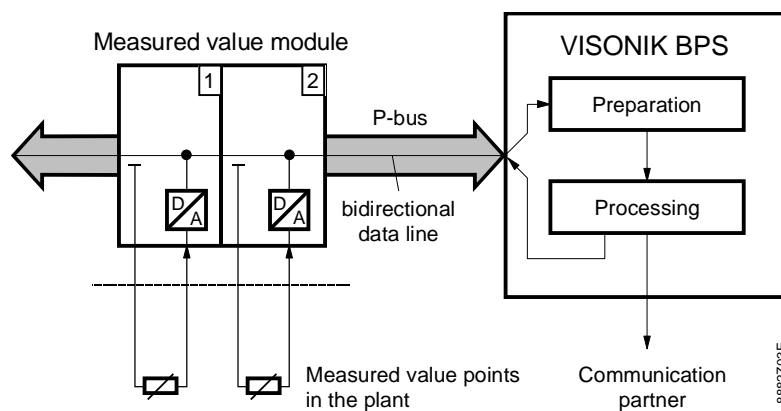 Measured value module
VISONIK BPS
1
2
Preparation
P-bus
D
A
D
A
bidirectional
data line
Processing
Measured value points
in the plant
Communication
partner